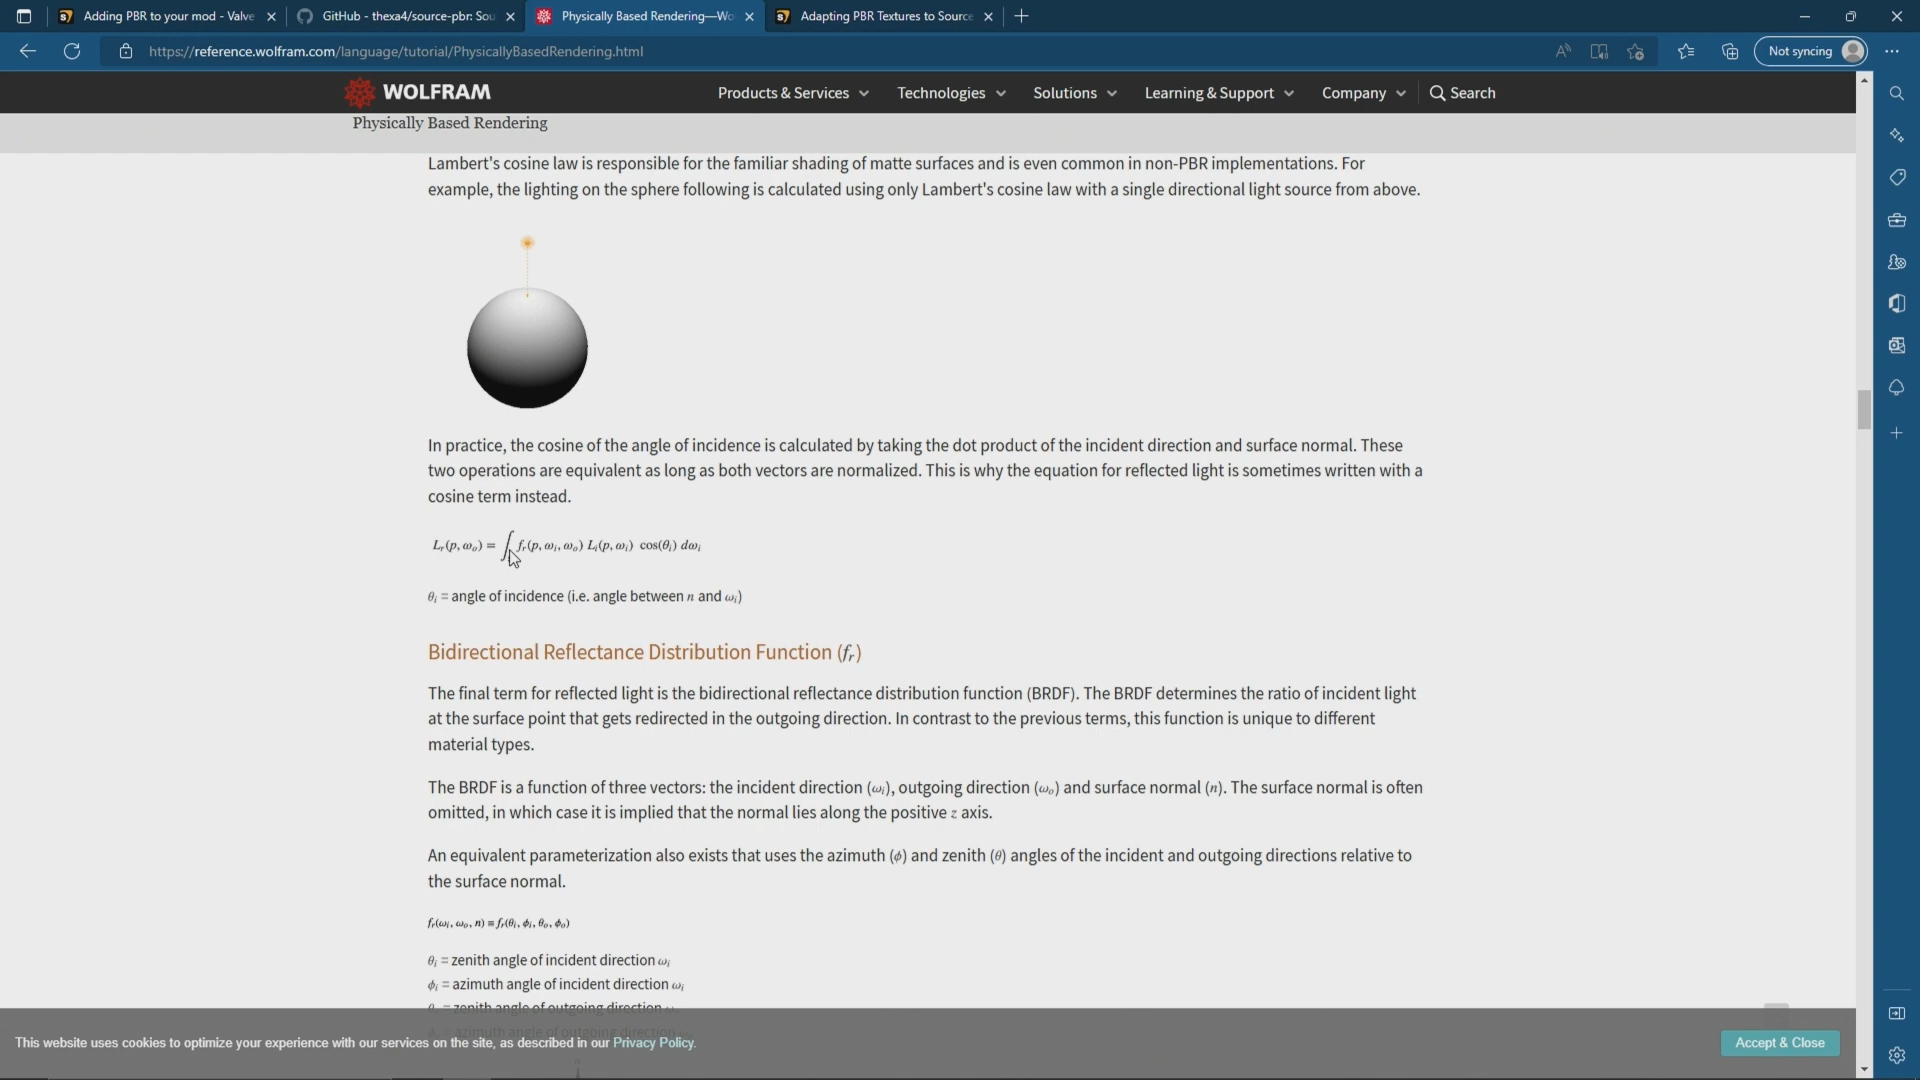 Adding PBR to your mod - Valve
GitHub - thexa4/source-pbr: Sou
Physically Based Rendering—Wo
Adapting PBR Textures to Source
https://reference.wolfram.com/language/tutorial/PhysicallyBasedRendering.html
Not syncing
WOLFRAM
Products & Services
Technologies
Solutions
Learning & Support
Company
Search
Physically Based Rendering
Lambert's cosine law is responsible for the familiar shading of matte surfaces and is even common in non-PBR implementations. For
example, the lighting on the sphere following is calculated using only Lambert's cosine law with a single directional light source from above.
In practice, the cosine of the angle of incidence is calculated by taking the dot product of the incident direction and surface normal. These
two operations are equivalent as long as both vectors are normalized. This is why the equation for reflected light is sometimes written with a
cosine term instead.
Lᵣ(p, ωₒ) = ∫ fᵣ(p, ωᵢ, ωₒ) Lᵢ(p, ωᵢ) cos(θᵢ) dωᵢ
θᵢ = angle of incidence (i.e. angle between n and ωᵢ)
Bidirectional Reflectance Distribution Function (fᵣ)
The final term for reflected light is the bidirectional reflectance distribution function (BRDF). The BRDF determines the ratio of incident light
at the surface point that gets redirected in the outgoing direction. In contrast to the previous terms, this function is unique to different
material types.
The BRDF is a function of three vectors: the incident direction (ωᵢ), outgoing direction (ωₒ) and surface normal (n). The surface normal is often
omitted, in which case it is implied that the normal lies along the positive z axis.
An equivalent parameterization also exists that uses the azimuth (ϕ) and zenith (θ) angles of the incident and outgoing directions relative to
the surface normal.
fᵣ(ωᵢ, ωₒ, n) ≡ fᵣ(θᵢ, ϕᵢ, θₒ, ϕₒ)
θᵢ = zenith angle of incident direction ωᵢ
ϕᵢ = azimuth angle of incident direction ωᵢ
θₒ = zenith angle of outgoing direction ωₒ
ϕₒ = azimuth angle of outgoing direction ωₒ
This website uses cookies to optimize your experience with our services on the site, as described in our Privacy Policy.
Accept & Close